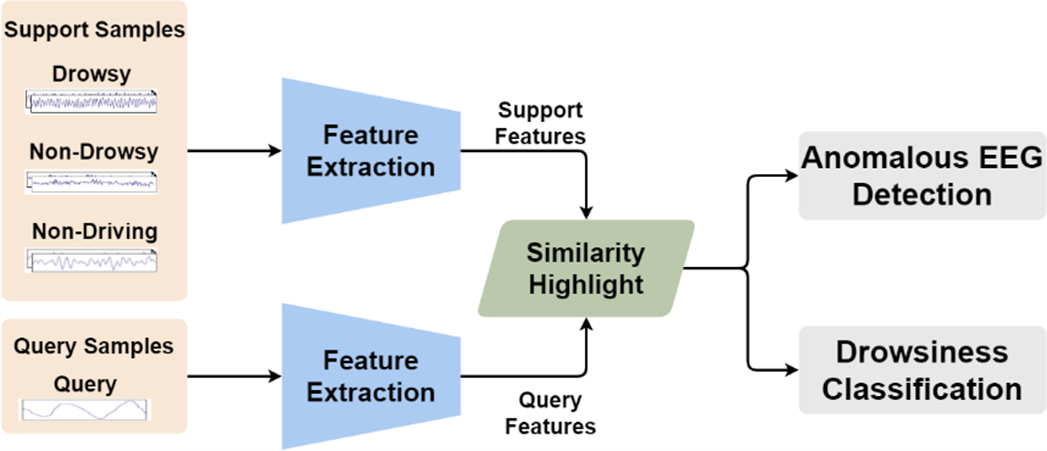 Support Samples
Drowsy
Non-Drowsy
Non-Driving
Query Samples
Query
Feature
Extraction
Feature
Extraction
Support
Features
Query
Features
Similarity
Highlight
Anomalous EEG
Detection
Drowsiness
Classification